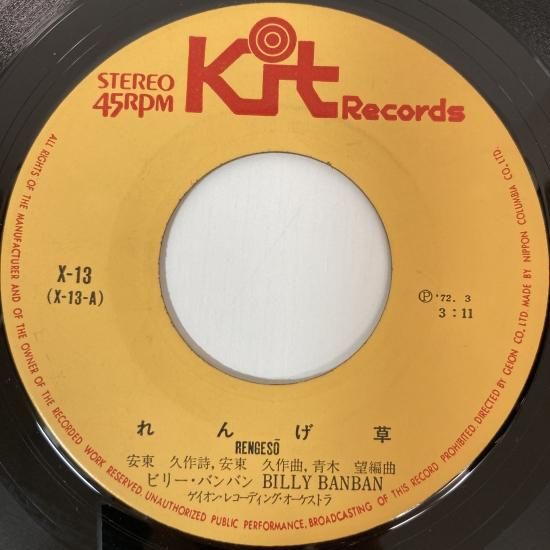 STEREO
45RPM
Kit Records
X-13
(X-13-A)
Ⓟ'72. 3
3 : 11
れんげ草
RENGESŌ
安東 久作詩, 安東 久作曲, 青木 望編曲
ビリー・バンバン BILLY BANBAN
ゲイオン・レコーディング・オーケストラ
ALL RIGHTS OF THE MANUFACTURER AND OF THE OWNER OF THE RECORDED WORK RESERVED. UNAUTHORIZED PUBLIC PERFORMANCE, BROADCASTING OF THIS RECORD PROHIBITED. DIRECTED BY GEION CO., LTD MADE BY NIPPON COLUMBIA CO., LTD.